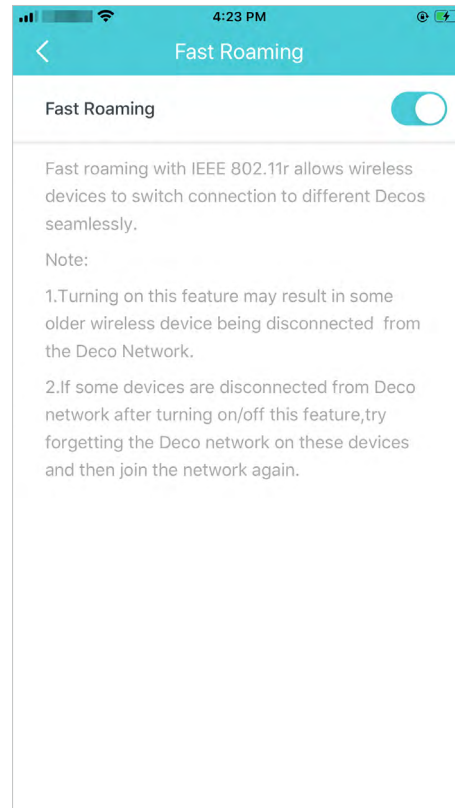 4:23 PM
Fast Roaming
Fast Roaming
Fast roaming with IEEE 802.11r allows wireless
devices to switch connection to different Decos
seamlessly.
Note:
1.Turning on this feature may result in some
older wireless device being disconnected  from
the Deco Network.
2.If some devices are disconnected from Deco
network after turning on/off this feature,try
forgetting the Deco network on these devices
and then join the network again.